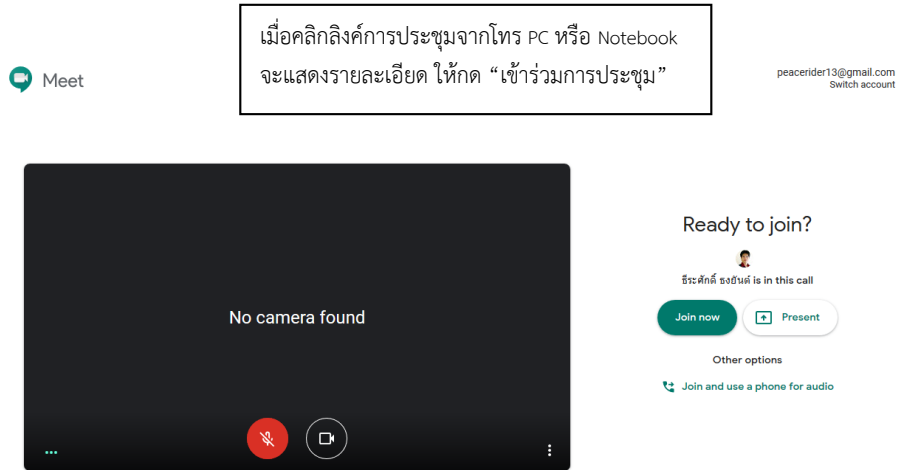 เมื่อคลิกลิงค์การประชุมจากโทร PC หรือ Notebook
จะแสดงรายละเอียด ให้กด “เข้าร่วมการประชุม”
Meet
peacerider13@gmail.com
Switch account
No camera found
Ready to join?
ธีระศักดิ์ ธงยันต์ is in this call
Join now
Present
Other options
Join and use a phone for audio